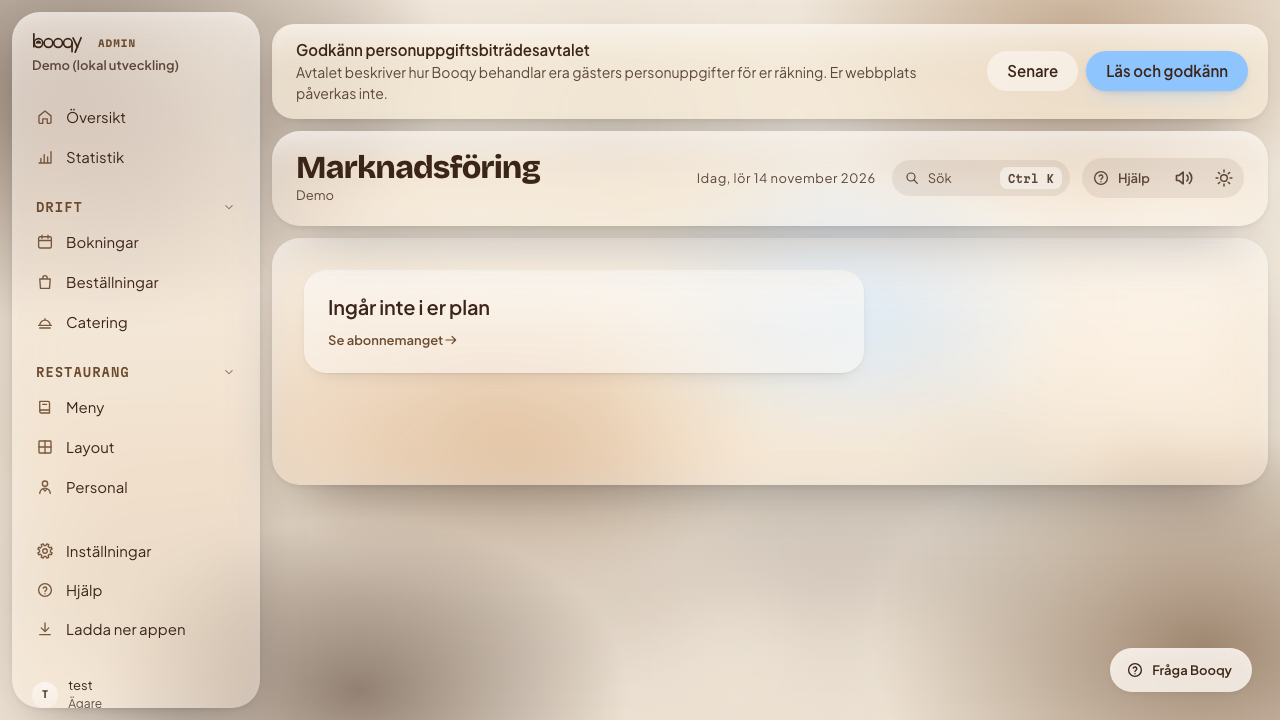 booqy ADMIN
Demo (lokal utveckling)
Översikt
Statistik
DRIFT
Bokningar
Beställningar
Catering
RESTAURANG
Meny
Layout
Personal
Inställningar
Hjälp
Ladda ner appen
T
test
Ägare
Godkänn personuppgiftsbiträdesavtalet
Avtalet beskriver hur Booqy behandlar era gästers personuppgifter för er räkning. Er webbplats
påverkas inte.
Senare
Läs och godkänn
Marknadsföring
Demo
Idag, lör 14 november 2026
Sök
Ctrl K
Hjälp
Ingår inte i er plan
Se abonnemanget→
Fråga Booqy